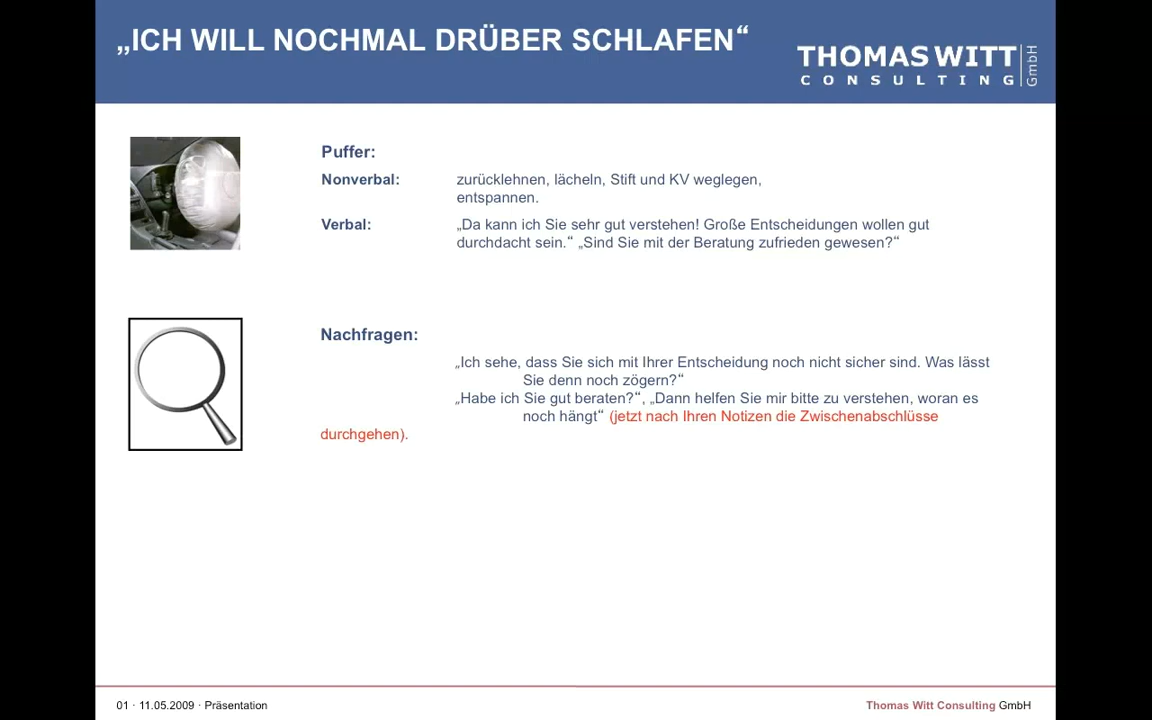 „ICH WILL NOCHMAL DRÜBER SCHLAFEN“
THOMAS WITT
CONSULTING
GmbH
Puffer:
Nonverbal: zurücklehnen, lächeln, Stift und KV weglegen,
entspannen.
Verbal: „Da kann ich Sie sehr gut verstehen! Große Entscheidungen wollen gut
durchdacht sein.“ „Sind Sie mit der Beratung zufrieden gewesen?“
Nachfragen:
„Ich sehe, dass Sie sich mit Ihrer Entscheidung noch nicht sicher sind. Was lässt
Sie denn noch zögern?“
„Habe ich Sie gut beraten?“, „Dann helfen Sie mir bitte zu verstehen, woran es
noch hängt“ (jetzt nach Ihren Notizen die Zwischenabschlüsse
durchgehen).
01 · 11.05.2009 · Präsentation
Thomas Witt Consulting GmbH